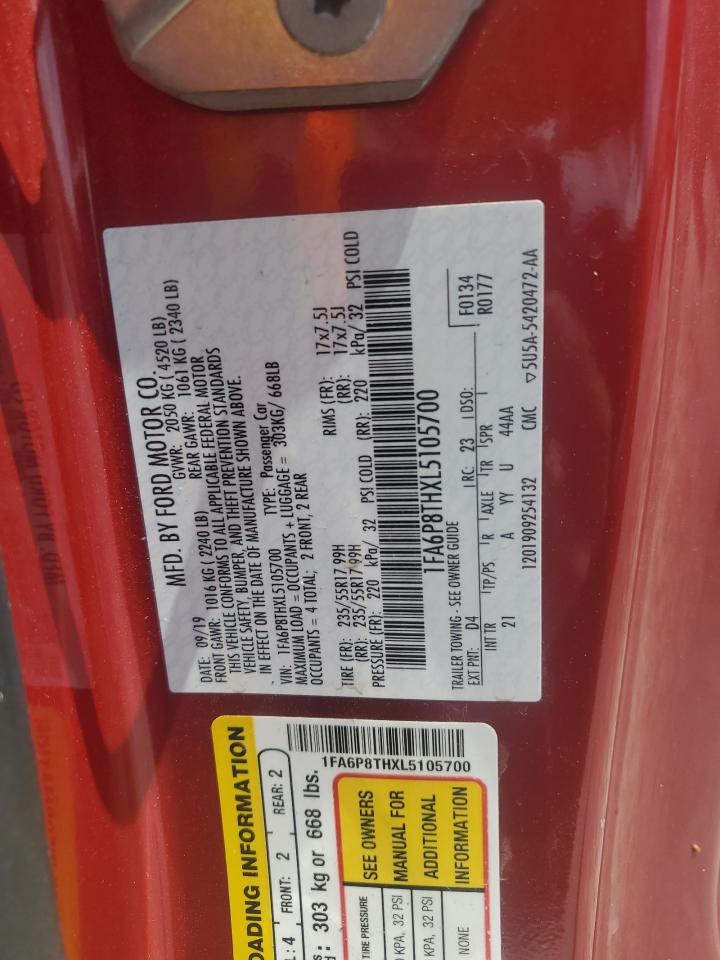 MFD. BY FORD MOTOR CO.
DATE: 09/19 GVWR: 2050 KG ( 4520 LB)
FRONT GAWR: 1016 KG ( 2240 LB) REAR GAWR: 1061 KG ( 2340 LB)
THIS VEHICLE CONFORMS TO ALL APPLICABLE FEDERAL MOTOR
VEHICLE SAFETY, BUMPER, AND THEFT PREVENTION STANDARDS
IN EFFECT ON THE DATE OF MANUFACTURE SHOWN ABOVE.
VIN: 1FA6P8THXL5105700 TYPE: Passenger Car
MAXIMUM LOAD = OCCUPANTS + LUGGAGE = 303KG/ 668LB
OCCUPANTS = 4 TOTAL; 2 FRONT, 2 REAR
TIRE (FR): 235/55R17 99H RIMS (FR): 17x7.5J
(RR): 235/55R17 99H (RR): 17x7.5J
PRESSURE (FR): 220 kPa/ 32 PSI COLD (RR): 220 kPa/ 32 PSI COLD
1FA6P8THXL5105700
TRAILER TOWING - SEE OWNER GUIDE F0134
EXT PNT: D4 RC: 23 DSO: R0177
INT TR TP/PS R AXLE TR SPR
21 A YY U 44AA
1201909254132 CMC ▽5U5A-5420472-AA
OADING INFORMATION
: 4 FRONT: 2 REAR: 2
: 303 kg or 668 lbs.
1FA6P8THXL5105700
TIRE PRESSURE SEE OWNERS
KPA, 32 PSI MANUAL FOR
KPA, 32 PSI ADDITIONAL
NONE INFORMATION